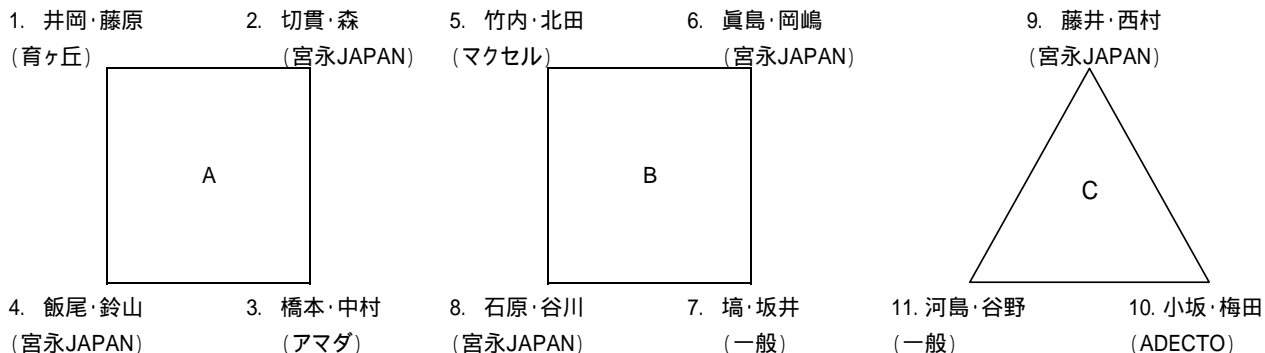 1. 井岡·藤原 2. 切貫·森 5. 竹内·北田 6. 眞島·岡嶋 9. 藤井·西村
(育ヶ丘) (宮永JAPAN) (マクセル) (宮永JAPAN) (宮永JAPAN)
A B C
4. 飯尾·鈴山 3. 橋本·中村 8. 石原·谷川 7. 塙·坂井 11. 河島·谷野 10. 小坂·梅田
(宮永JAPAN) (アマダ) (宮永JAPAN) (一般) (一般) (ADECTO)